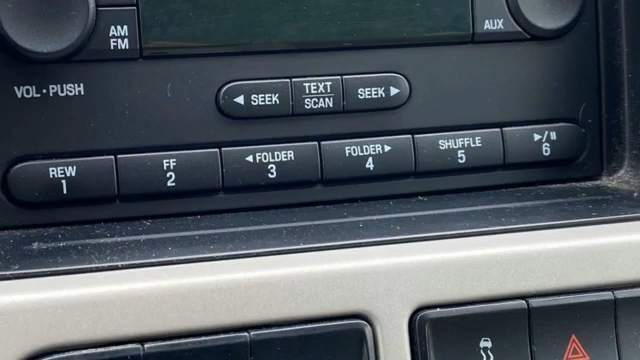 AM
FM
AUX
VOL•PUSH
◄ SEEK
TEXT
SCAN
SEEK ►
REW
1
FF
2
◄FOLDER
3
FOLDER►
4
SHUFFLE
5
►/II
6